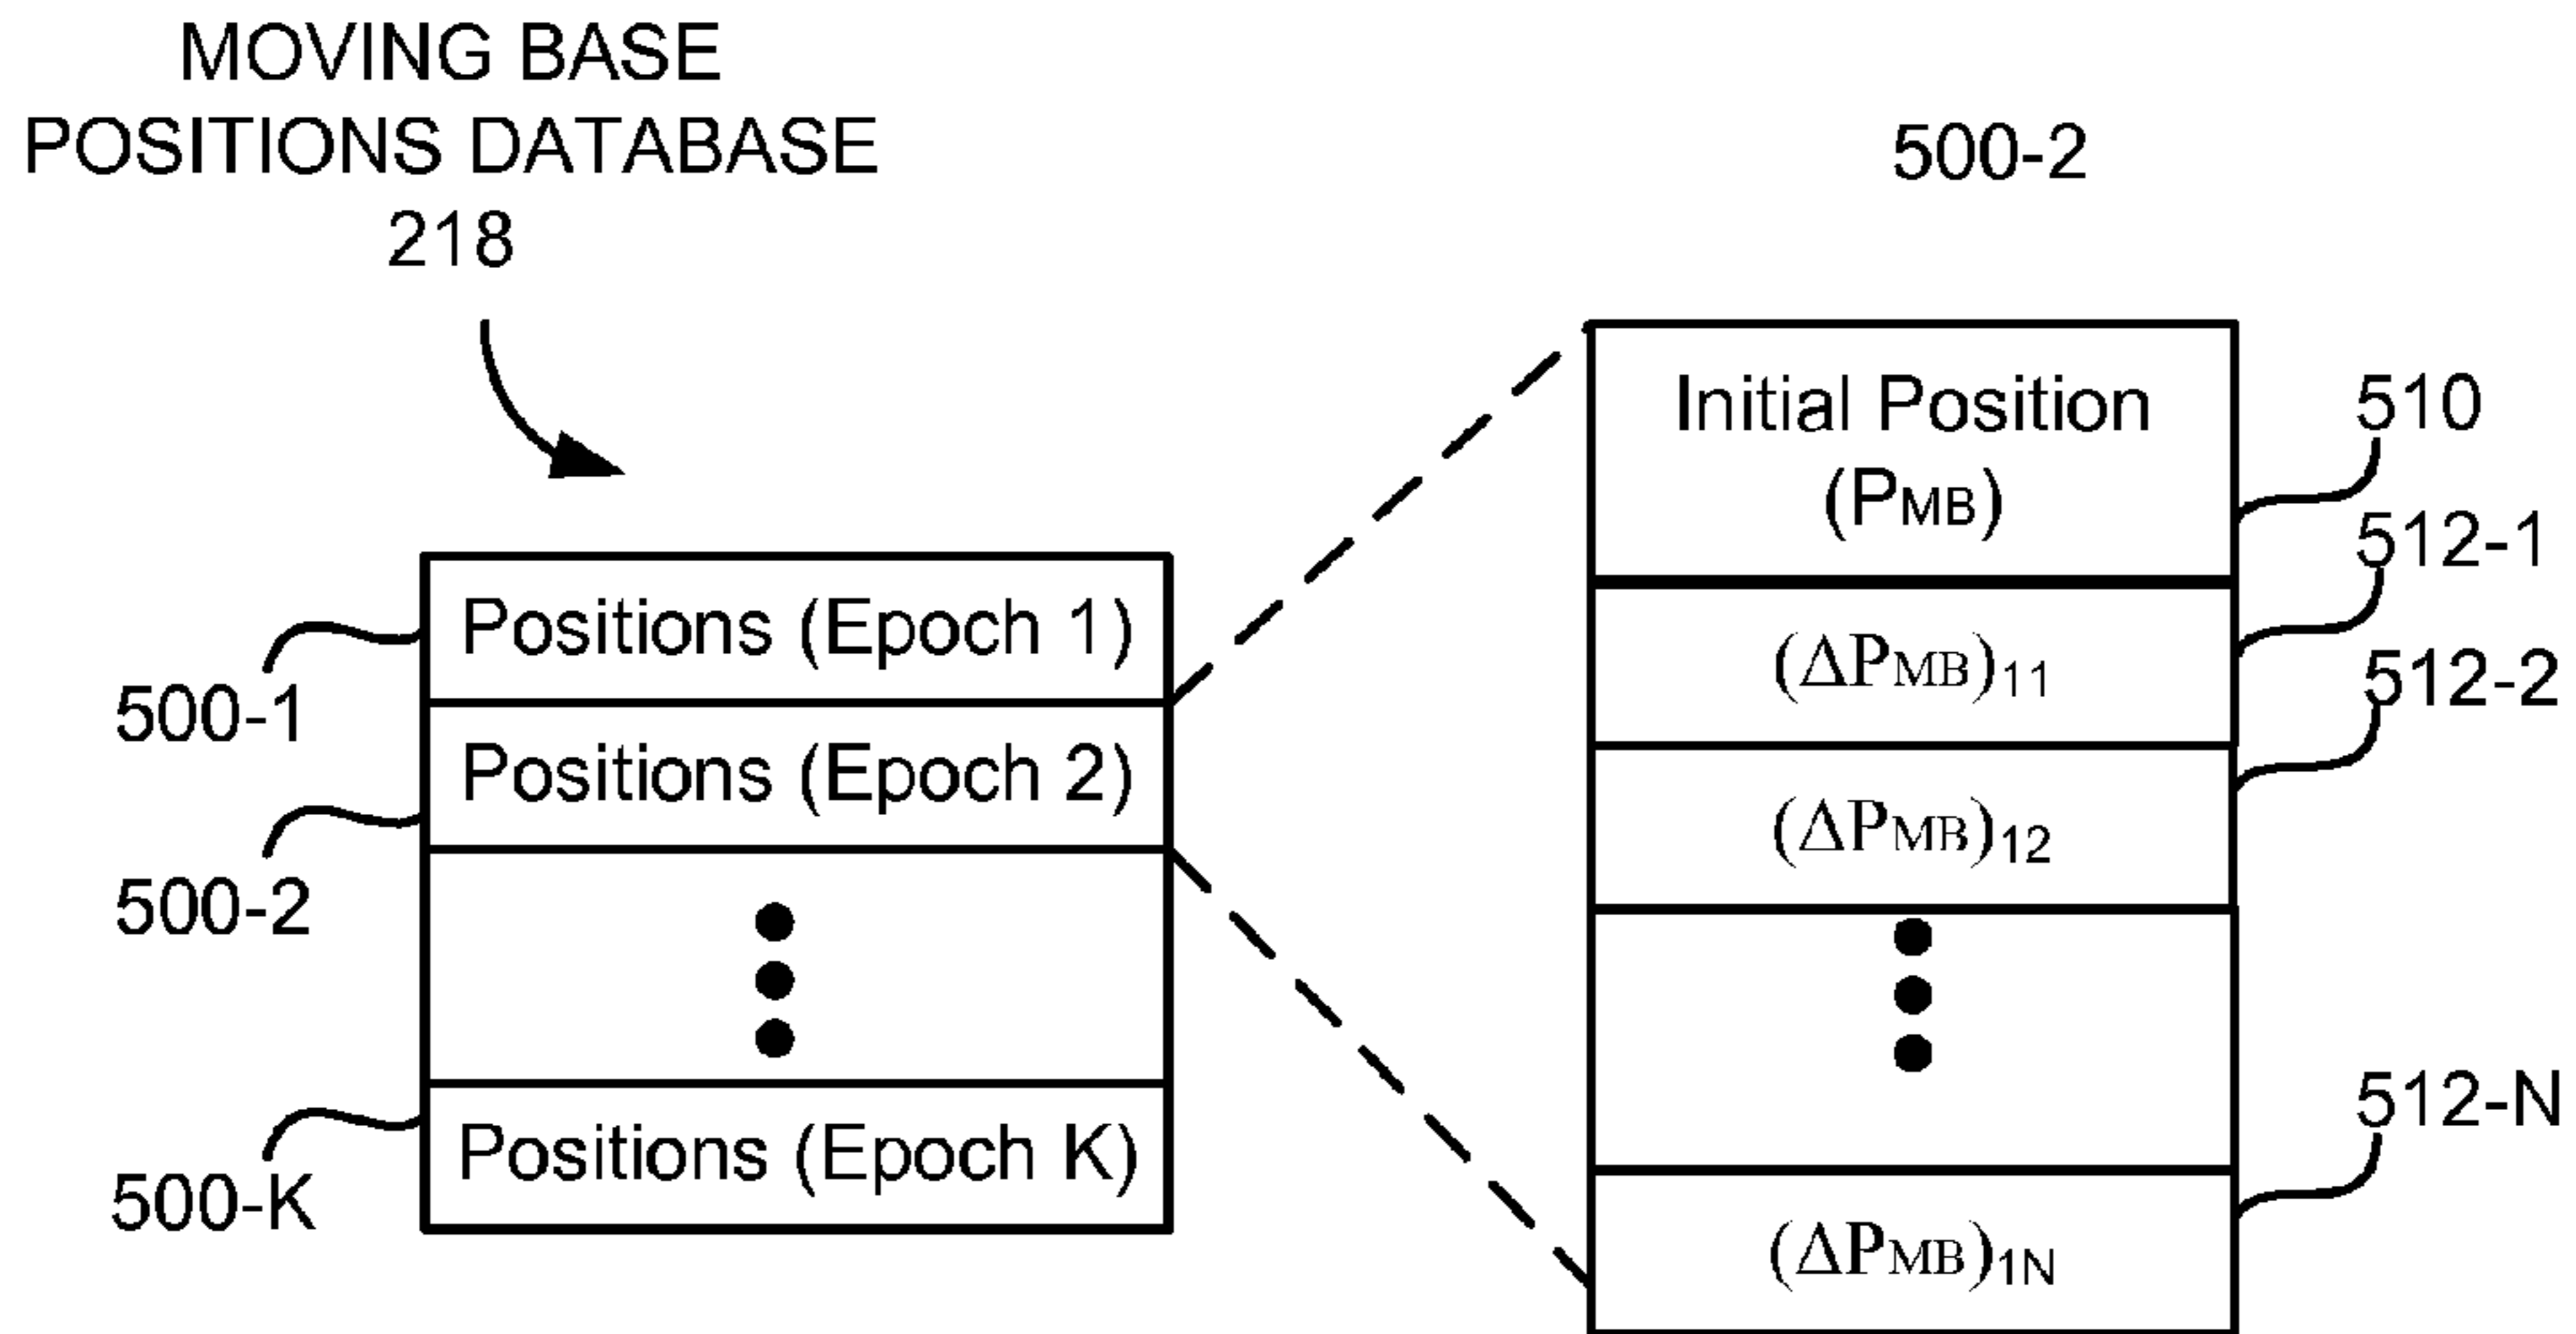 MOVING BASE
POSITIONS DATABASE
218
Positions (Epoch 1)
500-1
Positions (Epoch 2)
500-2
Positions (Epoch K)
500-K
500-2
Initial Position
(PMB)
510
512-1
(ΔPMB)11
512-2
(ΔPMB)12
512-N
(ΔPMB)1N